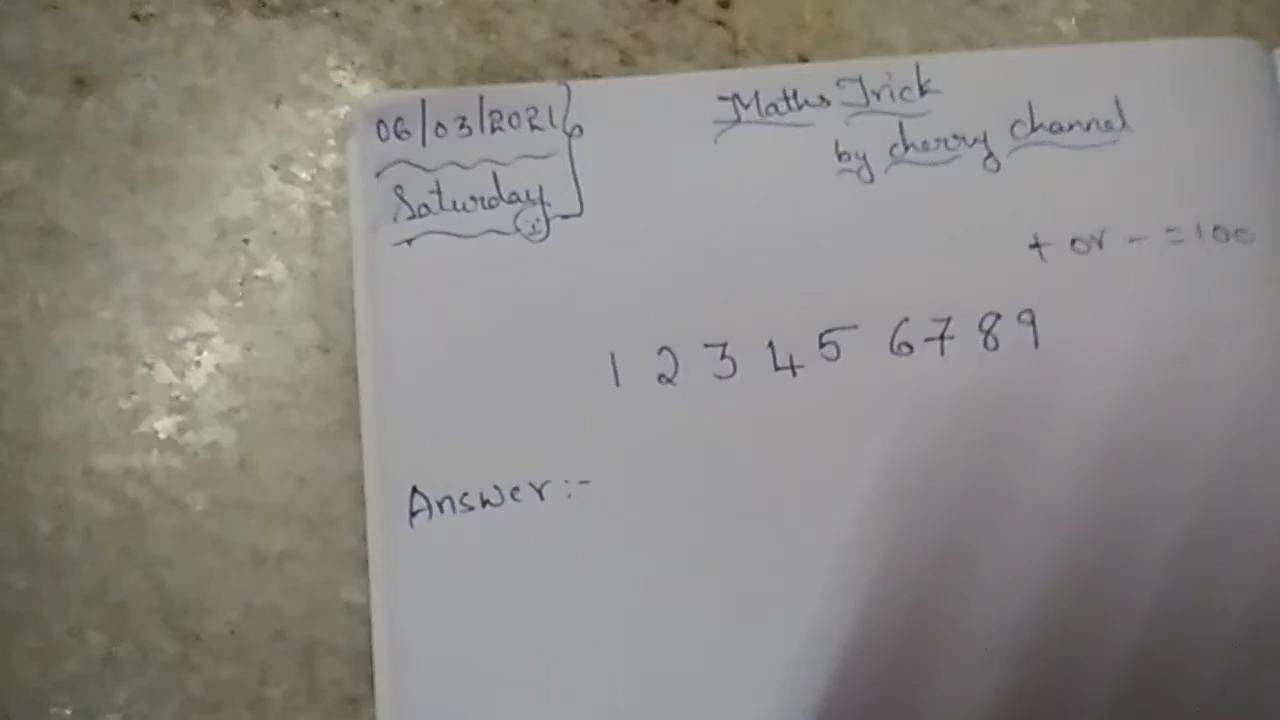 06/03/2021
Saturday
Maths Trick
by cherry channel
+ or - = 100
1 2 3 4 5 6 7 8 9
Answer:-